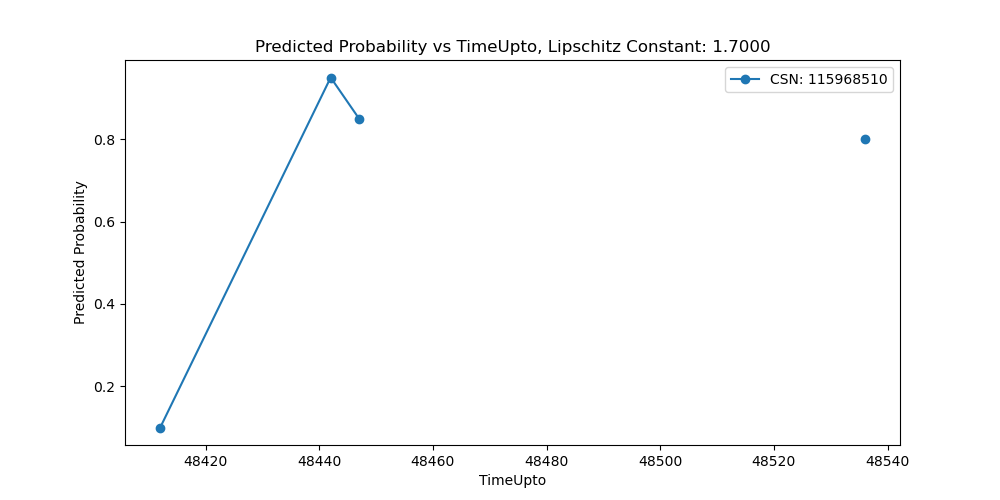 Predicted Probability vs TimeUpto, Lipschitz Constant: 1.7000
CSN: 115968510
Predicted Probability
0.8
0.6
0.4
0.2
48420
48440
48460
48480
48500
48520
48540
TimeUpto